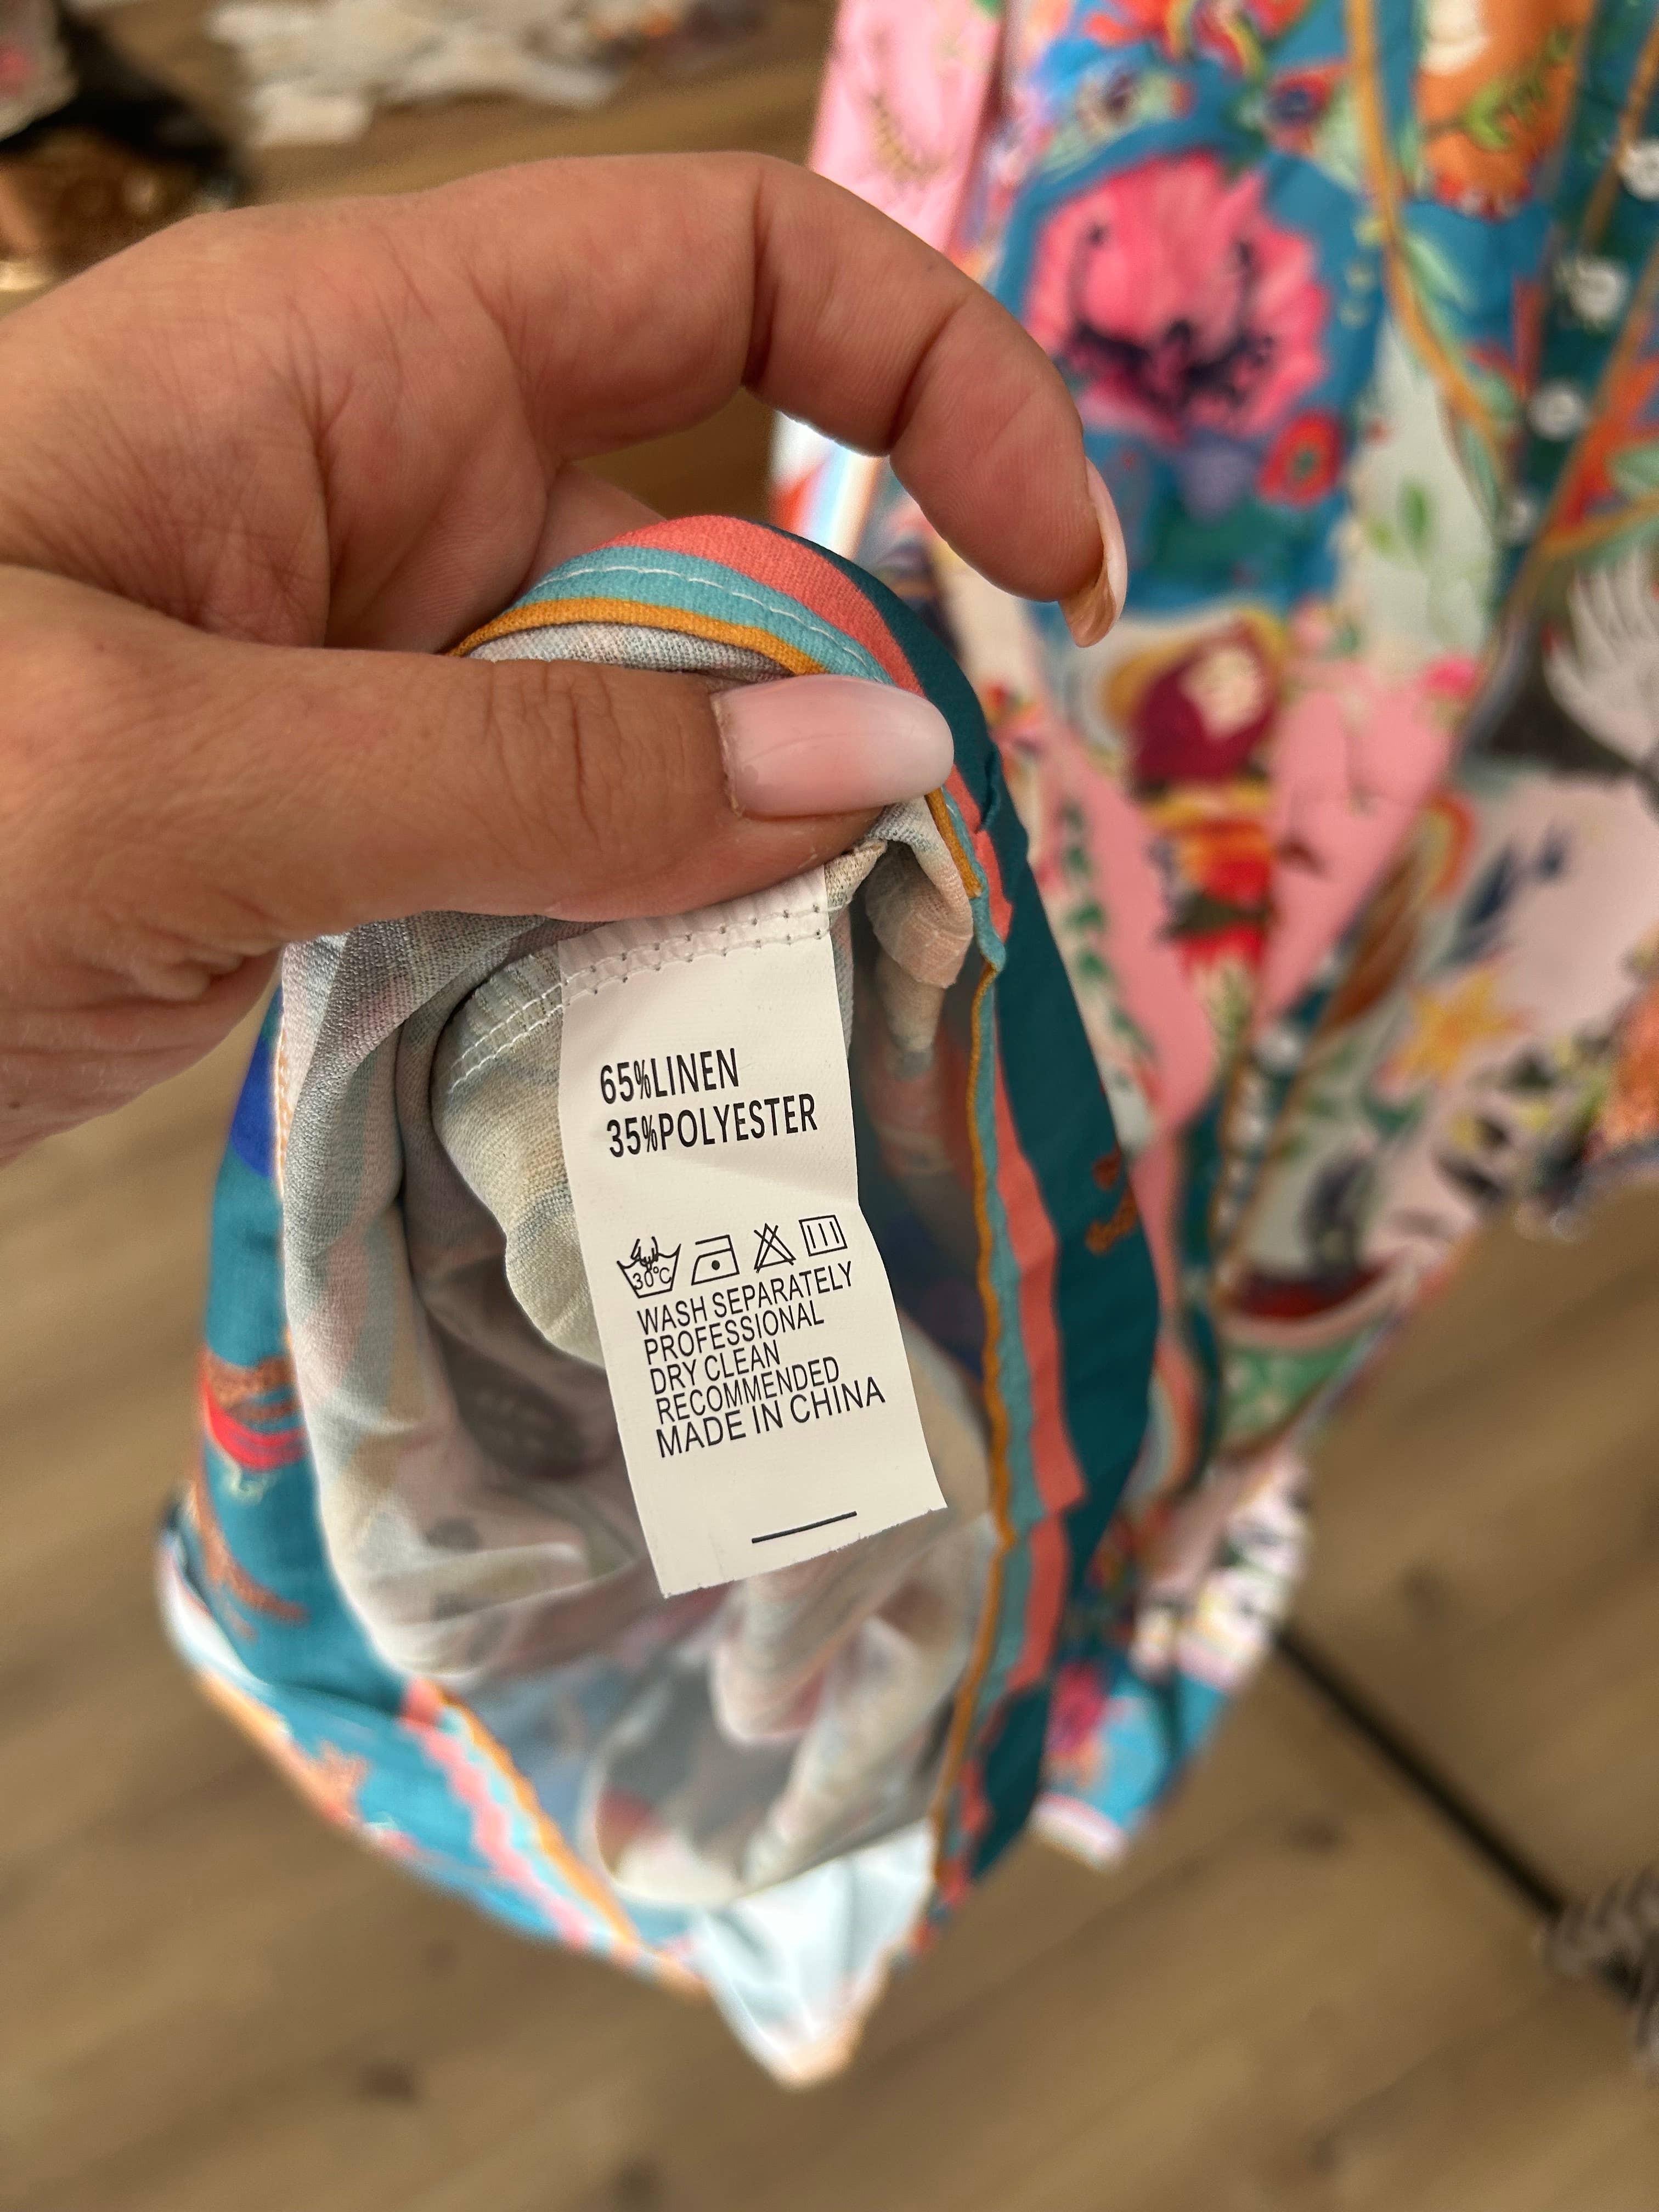 65%LINEN
35%POLYESTER
30°C
WASH SEPARATELY
PROFESSIONAL
DRY CLEAN
RECOMMENDED
MADE IN CHINA